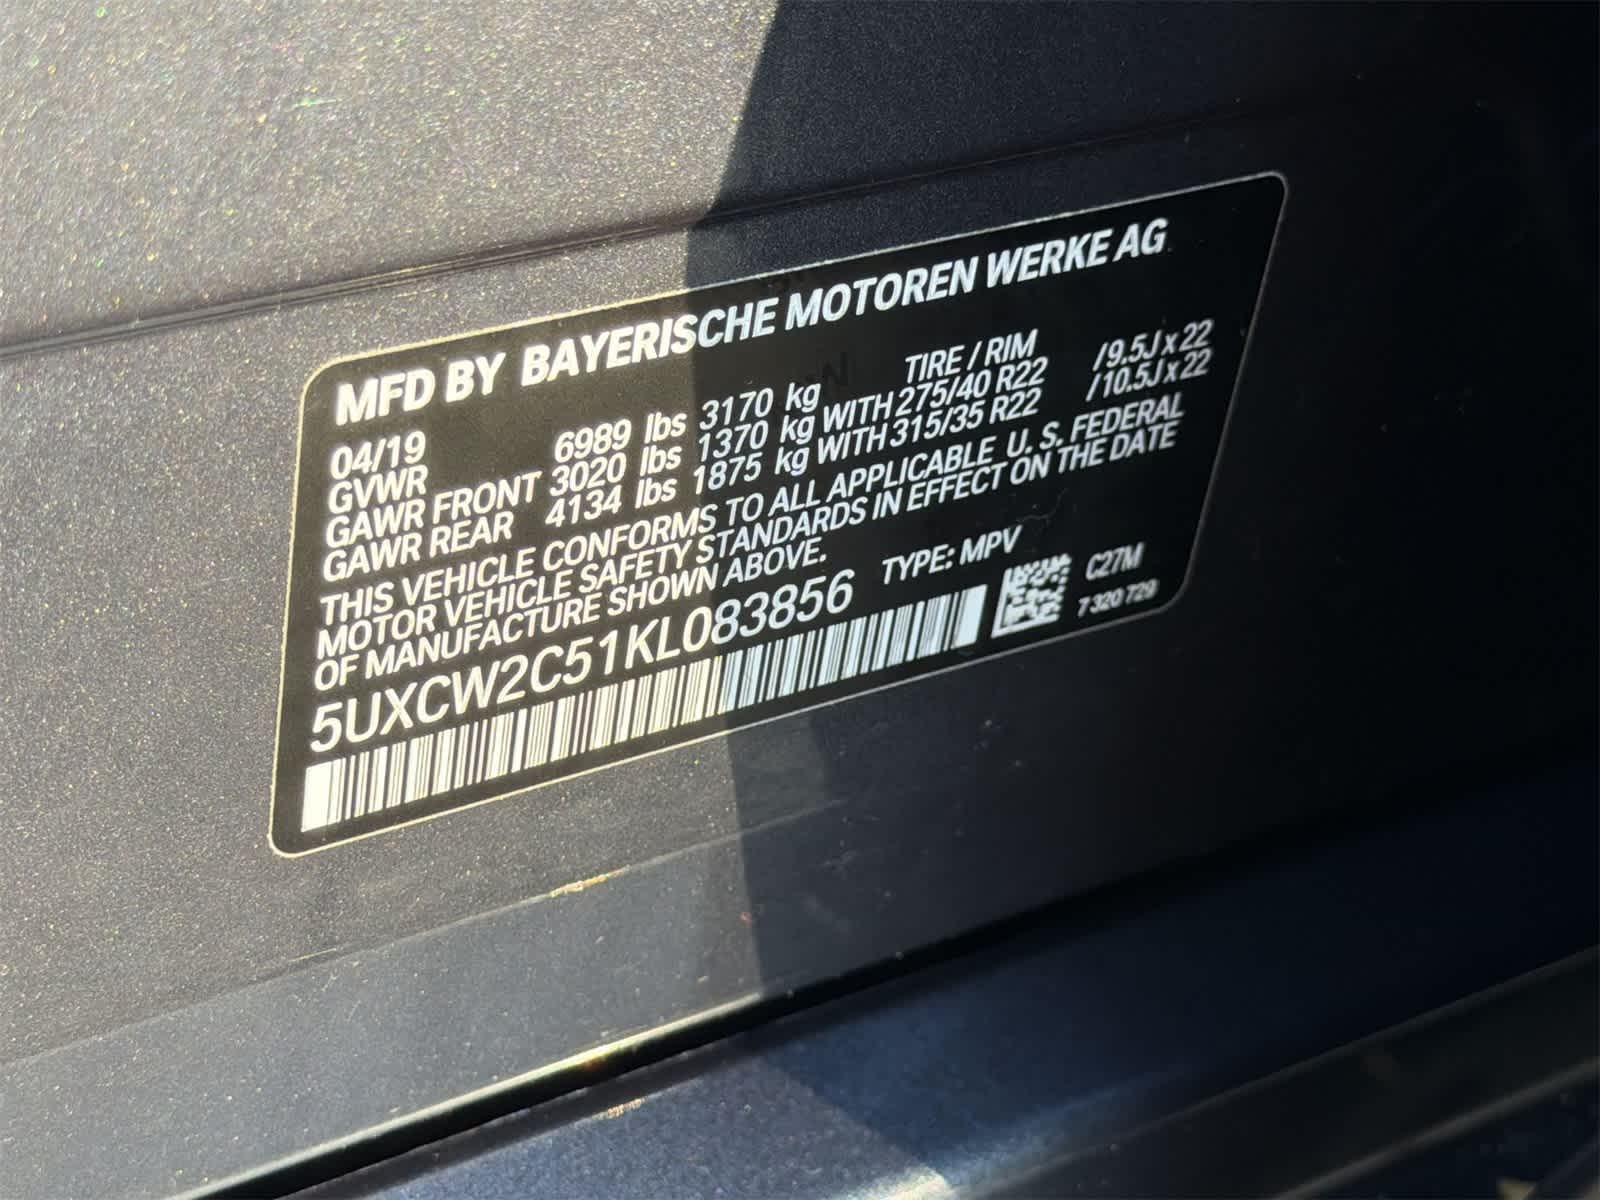 MFD BY BAYERISCHE MOTOREN WERKE AG
04/19 TIRE / RIM
GVWR 6989 lbs 3170 kg
GAWR FRONT 3020 lbs 1370 kg WITH 275/40 R22 /9.5J x 22
GAWR REAR 4134 lbs 1875 kg WITH 315/35 R22 /10.5J x 22
THIS VEHICLE CONFORMS TO ALL APPLICABLE U. S. FEDERAL
MOTOR VEHICLE SAFETY STANDARDS IN EFFECT ON THE DATE
OF MANUFACTURE SHOWN ABOVE.
5UXCW2C51KL083856 TYPE: MPV
C27M
7 320 729